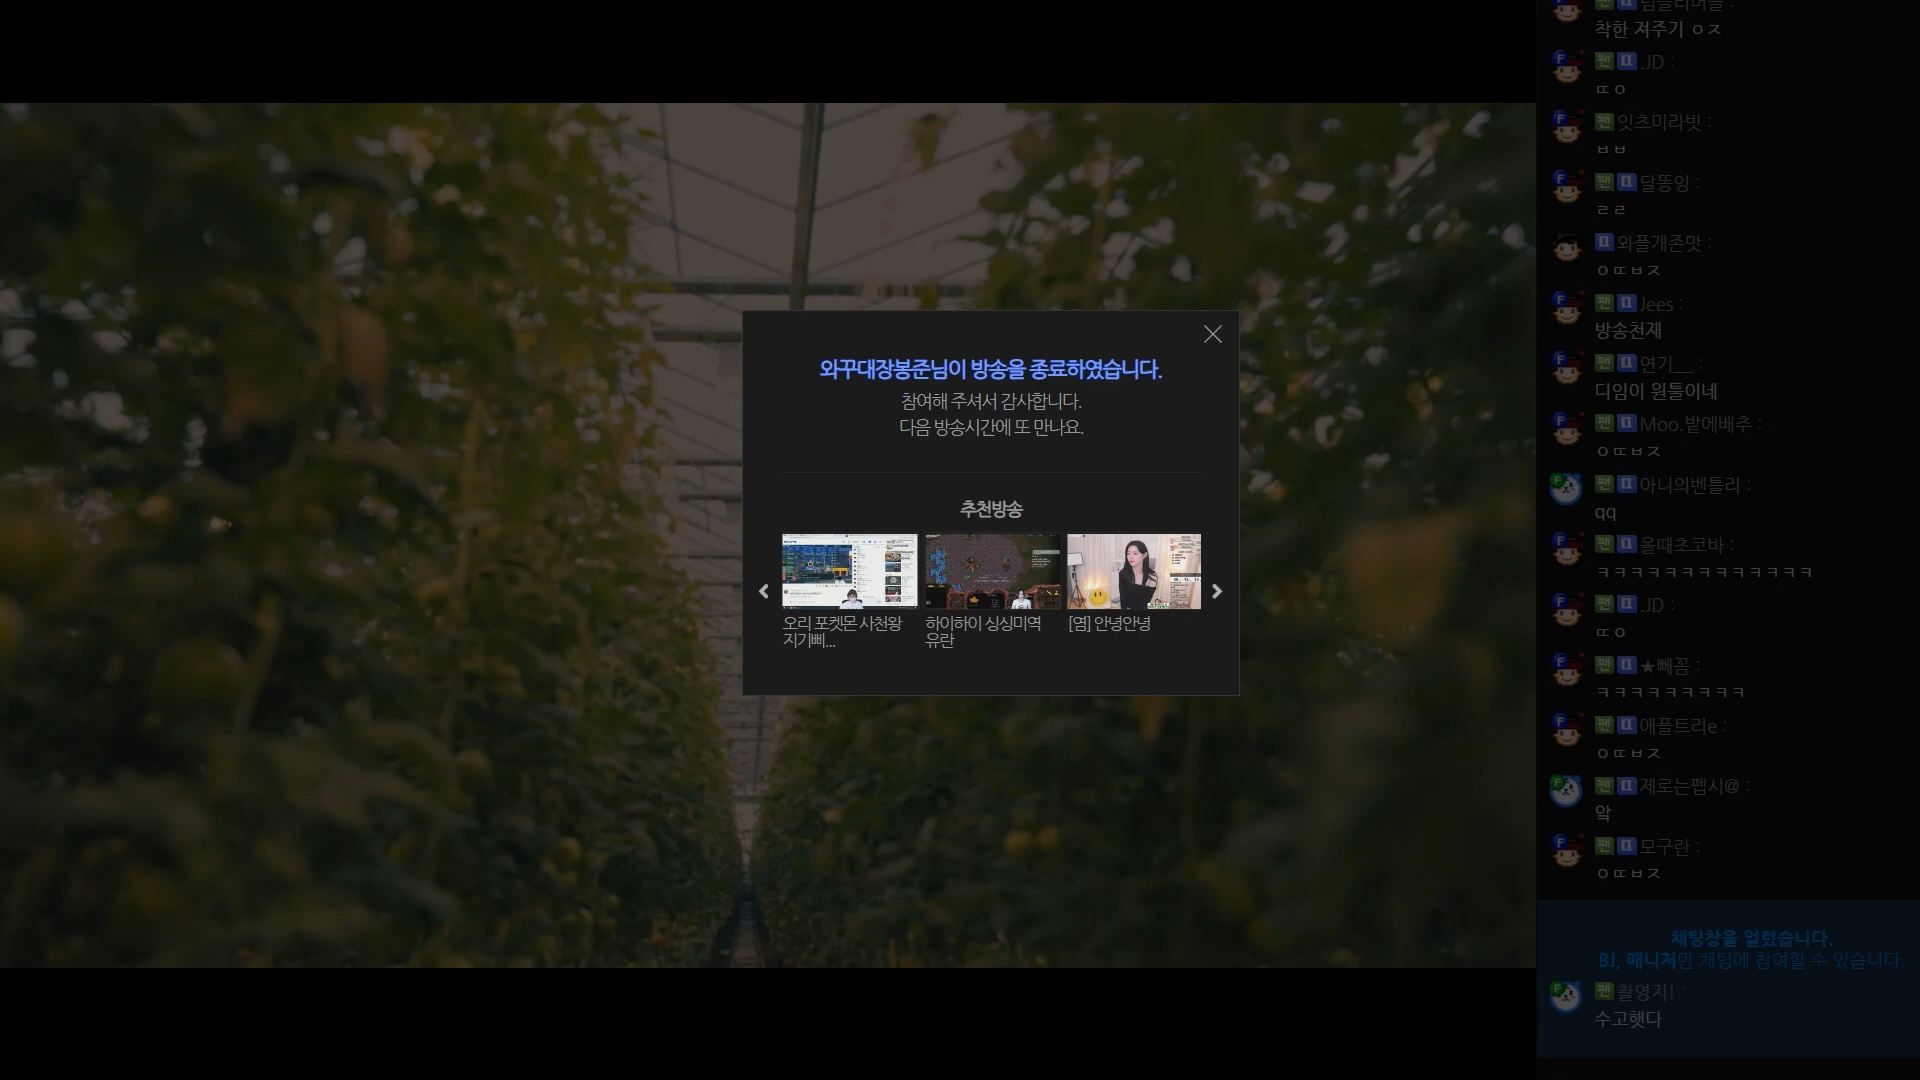 와꾸대장봉준님이 방송을 종료하였습니다.
참여해 주셔서 감사합니다.
다음 방송시간에 또 만나요.
추천방송
오리 포켓몬 사천왕
지기삐...
하이하이 싱싱미역
유란
[염] 안녕안녕
착한 져주기 ㅇㅈ
팬 .JD :
ㄸㅇ
팬 잇츠미라빗 :
ㅂㅂ
팬 달똥잉 :
ㄹㄹ
와플개존맛 :
ㅇㄸㅂㅈ
팬 Jees :
방송천재
팬 연기__ :
디임이 원툴이네
팬 Moo.밭에배추 :
ㅇㄸㅂㅈ
팬 아니의벤틀리 :
qq
팬 올때초코바 :
ㅋㅋㅋㅋㅋㅋㅋㅋㅋㅋㅋㅋㅋ
팬 .JD :
ㄸㅇ
팬 ★삐꼼 :
ㅋㅋㅋㅋㅋㅋㅋㅋㅋ
팬 애플트리e :
ㅇㄸㅂㅈ
팬 제로는펩시@ :
앜
팬 모구란 :
ㅇㄸㅂㅈ
채팅창을 얼렸습니다.
BJ, 매니저만 채팅에 참여할 수 있습니다.
팬 촬영지! :
수고햇다